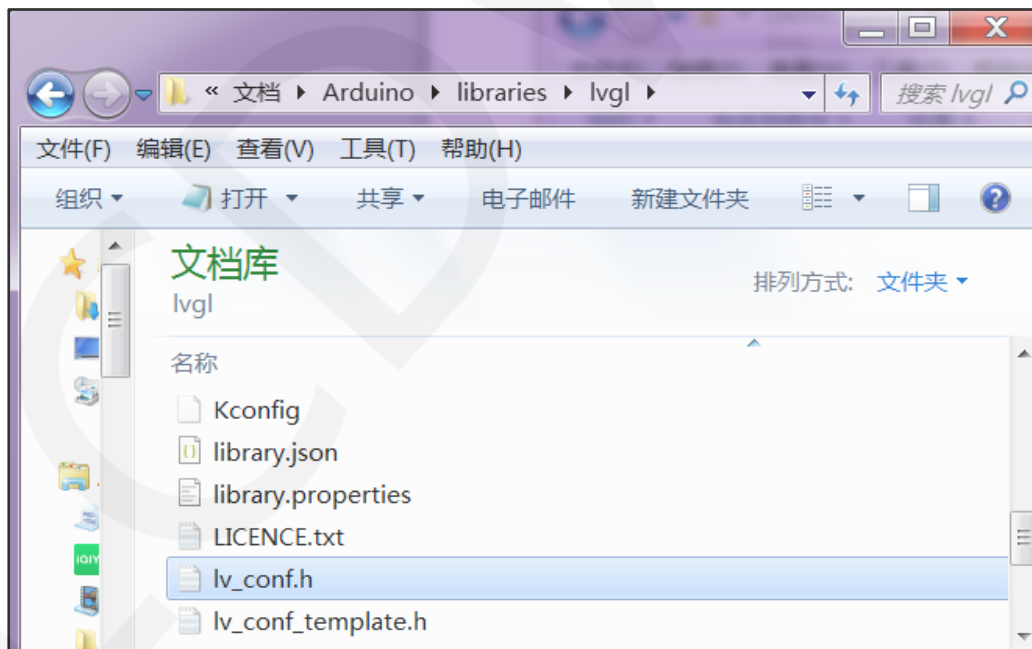 « 文档 ▸ Arduino ▸ libraries ▸ lvgl ▸ 搜索 lvgl
文件(F) 编辑(E) 查看(V) 工具(T) 帮助(H)
组织 打开 共享 电子邮件 新建文件夹
文档库
lvgl
排列方式: 文件夹
名称
Kconfig
library.json
library.properties
LICENCE.txt
lv_conf.h
lv_conf_template.h